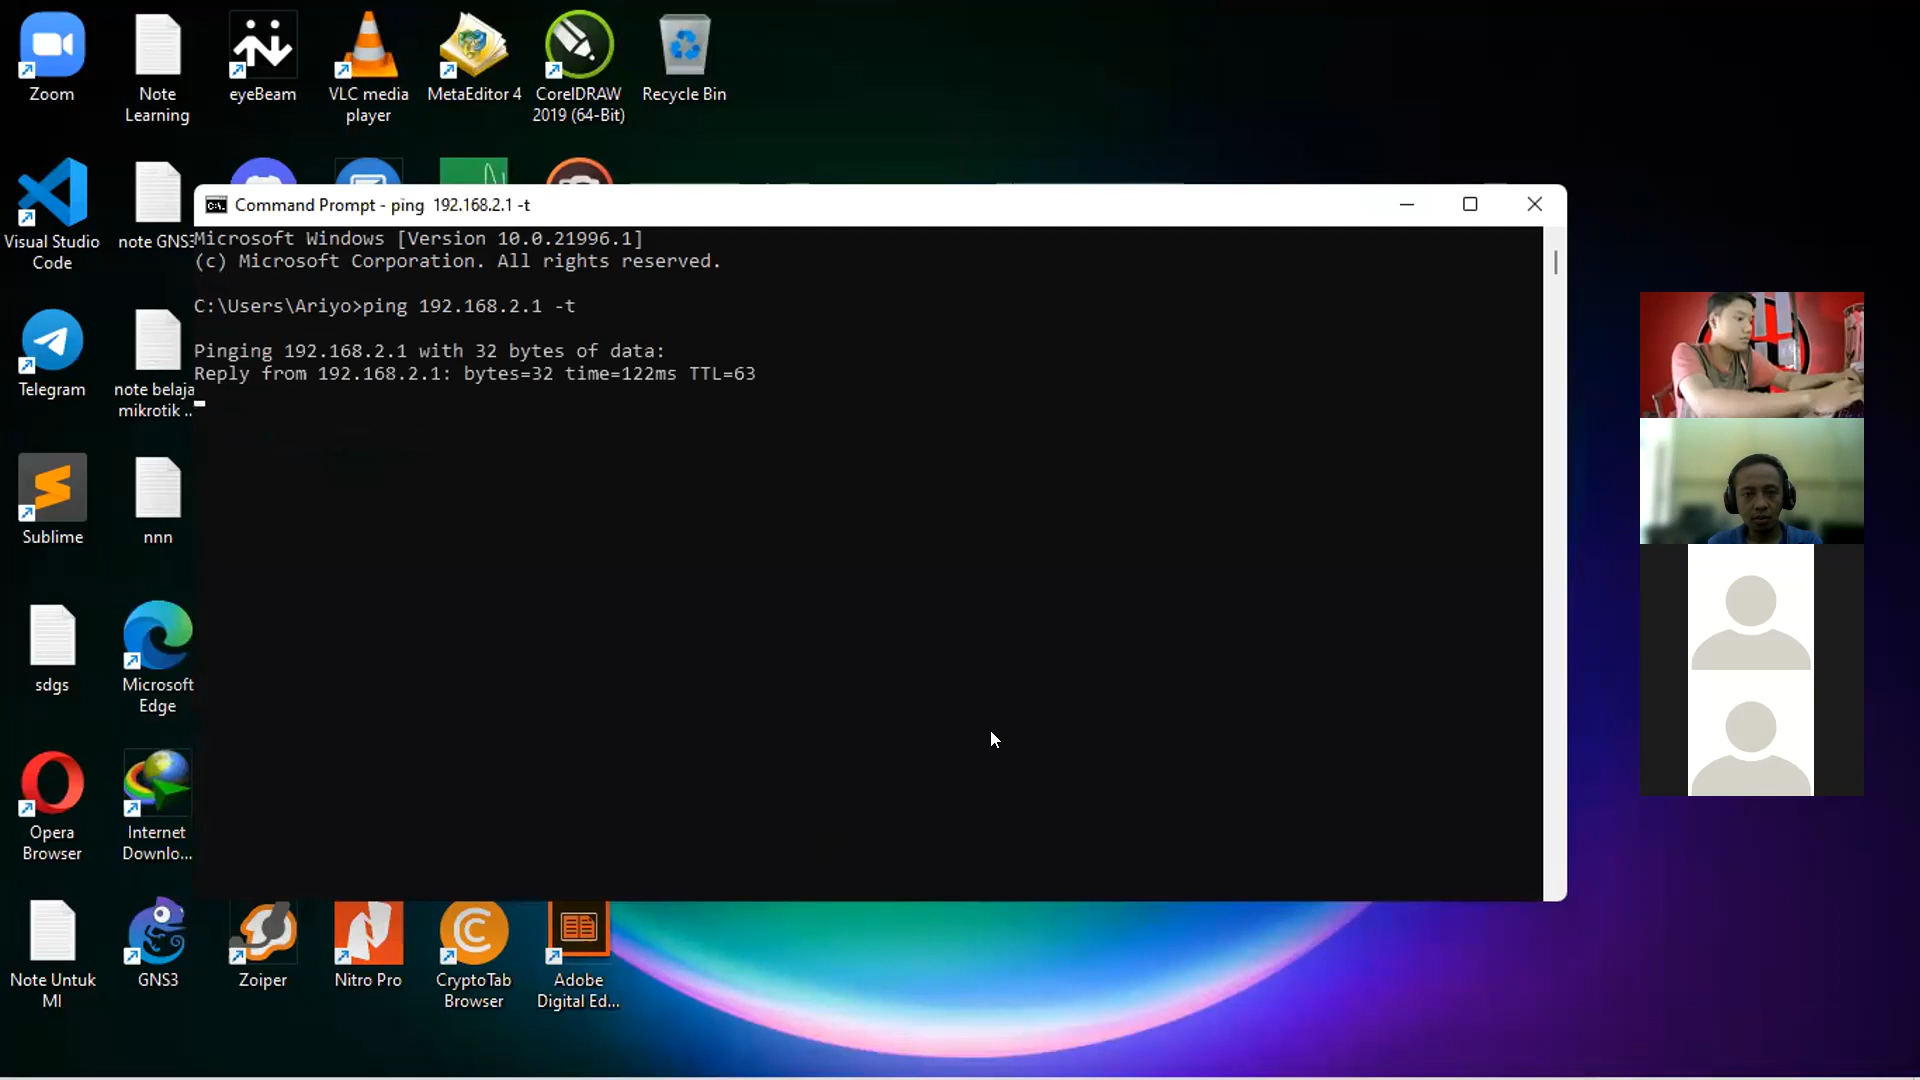 Zoom
Note
Learning
eyeBeam
VLC media
player
MetaEditor 4
CorelDRAW
2019 (64-Bit)
Recycle Bin
Visual Studio
Code
note GNS3
Command Prompt - ping  192.168.2.1 -t
Microsoft Windows [Version 10.0.21996.1]
(c) Microsoft Corporation. All rights reserved.
C:\Users\Ariyo>ping 192.168.2.1 -t
Pinging 192.168.2.1 with 32 bytes of data:
Reply from 192.168.2.1: bytes=32 time=122ms TTL=63
Telegram
note belaja
mikrotik ..
Sublime
nnn
sdgs
Microsoft
Edge
Opera
Browser
Internet
Downlo...
Note Untuk
MI
GNS3
Zoiper
Nitro Pro
CryptoTab
Browser
Adobe
Digital Ed...